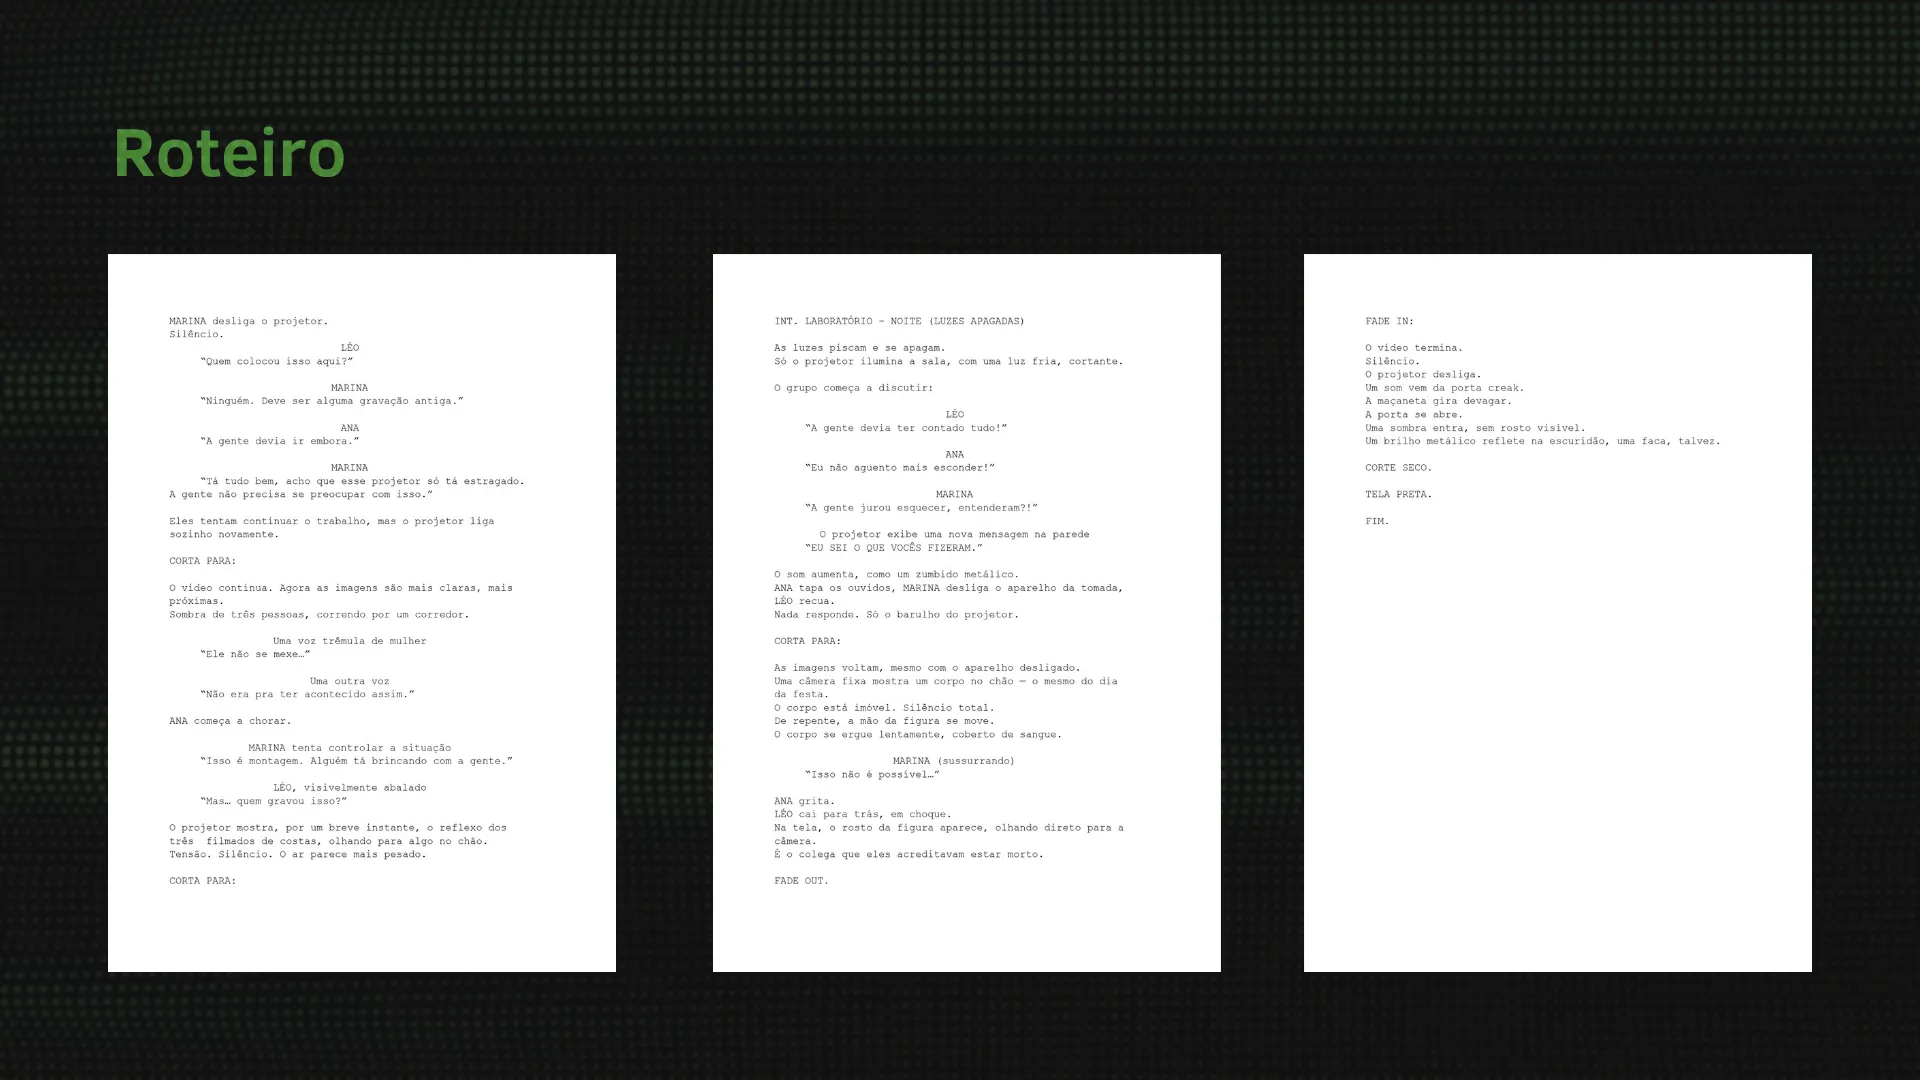 Roteiro
MARINA desliga o projetor.
Silêncio.
LÉO
“Quem colocou isso aqui?”
MARINA
“Ninguém. Deve ser alguma gravação antiga.”
ANA
“A gente devia ir embora.”
MARINA
“Tá tudo bem, acho que esse projetor só tá estragado.
A gente não precisa se preocupar com isso.”
Eles tentam continuar o trabalho, mas o projetor liga
sozinho novamente.
CORTA PARA:
O vídeo continua. Agora as imagens são mais claras, mais
próximas.
Sombra de três pessoas, correndo por um corredor.
Uma voz trêmula de mulher
“Ele não se mexe…”
Uma outra voz
“Não era pra ter acontecido assim.”
ANA começa a chorar.
MARINA tenta controlar a situação
“Isso é montagem. Alguém tá brincando com a gente.”
LÉO, visivelmente abalado
“Mas… quem gravou isso?”
O projetor mostra, por um breve instante, o reflexo dos
três  filmados de costas, olhando para algo no chão.
Tensão. Silêncio. O ar parece mais pesado.
CORTA PARA:
INT. LABORATÓRIO – NOITE (LUZES APAGADAS)
As luzes piscam e se apagam.
Só o projetor ilumina a sala, com uma luz fria, cortante.
O grupo começa a discutir:
LÉO
“A gente devia ter contado tudo!”
ANA
“Eu não aguento mais esconder!”
MARINA
“A gente jurou esquecer, entenderam?!”
O projetor exibe uma nova mensagem na parede
“EU SEI O QUE VOCÊS FIZERAM.”
O som aumenta, como um zumbido metálico.
ANA tapa os ouvidos, MARINA desliga o aparelho da tomada,
LÉO recua.
Nada responde. Só o barulho do projetor.
CORTA PARA:
As imagens voltam, mesmo com o aparelho desligado.
Uma câmera fixa mostra um corpo no chão — o mesmo do dia
da festa.
O corpo está imóvel. Silêncio total.
De repente, a mão da figura se move.
O corpo se ergue lentamente, coberto de sangue.
MARINA (sussurrando)
“Isso não é possível…”
ANA grita.
LÉO cai para trás, em choque.
Na tela, o rosto da figura aparece, olhando direto para a
câmera.
É o colega que eles acreditavam estar morto.
FADE OUT.
FADE IN:
O vídeo termina.
Silêncio.
O projetor desliga.
Um som vem da porta creak.
A maçaneta gira devagar.
A porta se abre.
Uma sombra entra, sem rosto visível.
Um brilho metálico reflete na escuridão, uma faca, talvez.
CORTE SECO.
TELA PRETA.
FIM.